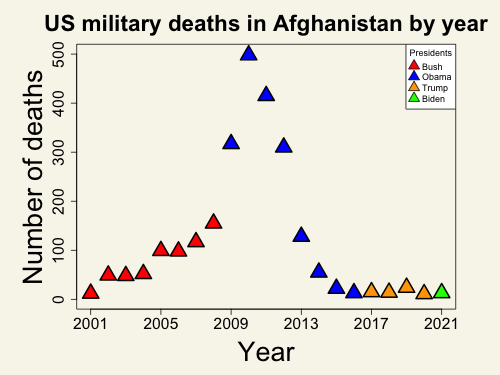 US military deaths in Afghanistan by year
Presidents
Bush
Obama
Trump
Biden
Number of deaths
500
400
300
200
100
0
2001 2005 2009 2013 2017 2021
Year